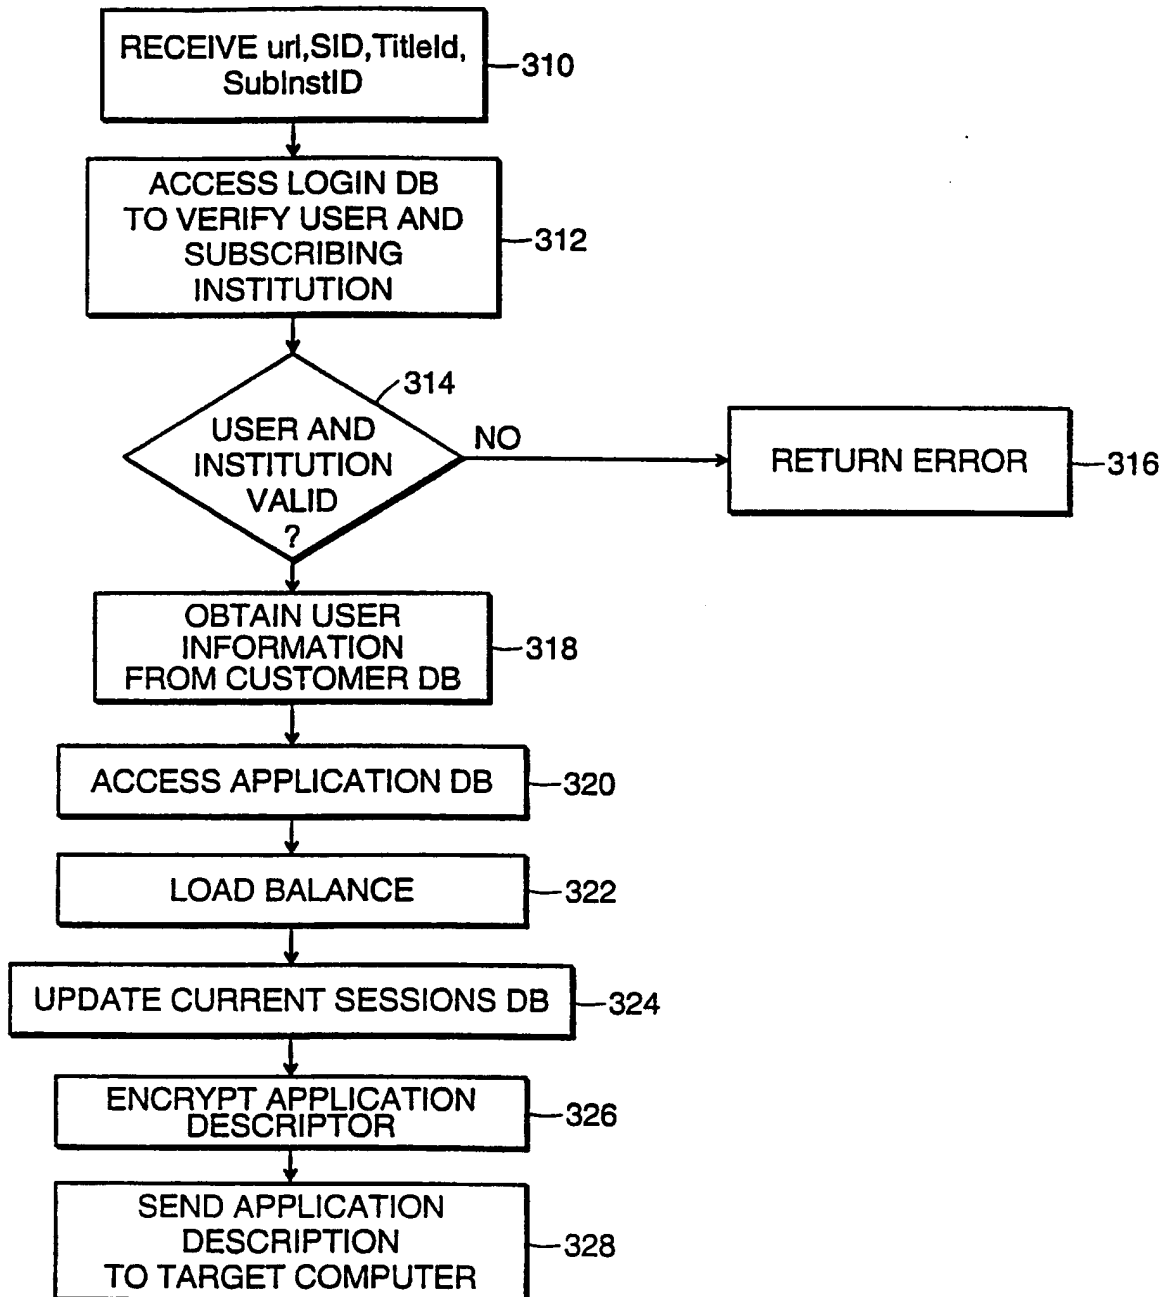 RECEIVE url,SID,TitleId,
SubInstID
310
ACCESS LOGIN DB
TO VERIFY USER AND
SUBSCRIBING
INSTITUTION
312
314
USER AND
INSTITUTION
VALID
?
NO
RETURN ERROR
316
OBTAIN USER
INFORMATION
FROM CUSTOMER DB
318
ACCESS APPLICATION DB
320
LOAD BALANCE
322
UPDATE CURRENT SESSIONS DB
324
ENCRYPT APPLICATION
DESCRIPTOR
326
SEND APPLICATION
DESCRIPTION
TO TARGET COMPUTER
328